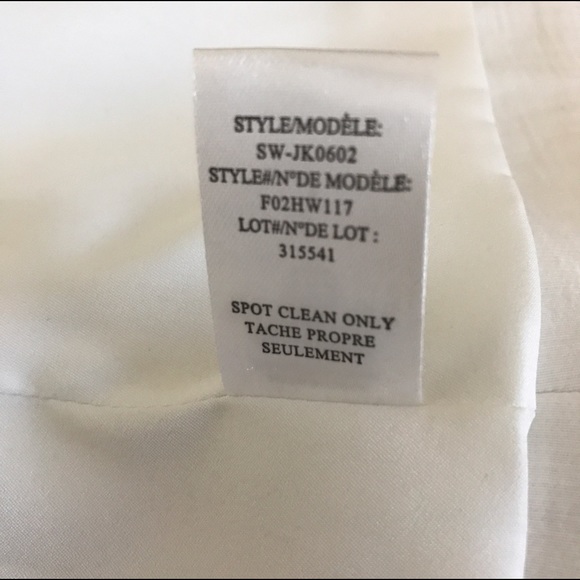 STYLE/MODÈLE:
SW-JK0602
STYLE#/N°DE MODÈLE:
F02HW117
LOT#/N°DE LOT :
315541
SPOT CLEAN ONLY
TACHE PROPRE
SEULEMENT